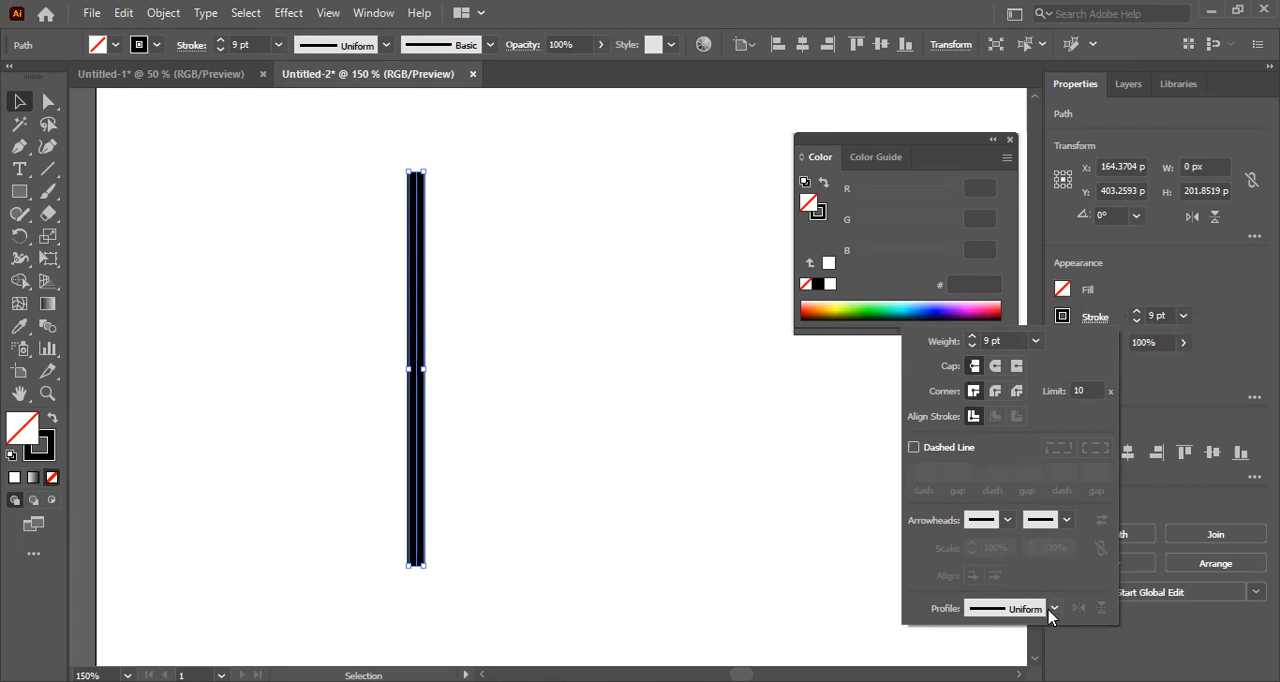 Ai File Edit Object Type Select Effect View Window Help Search Adobe Help
Path Stroke: 9 pt Uniform Basic Opacity: 100% Style: Transform
Untitled-1* @ 50 % (RGB/Preview) × Untitled-2* @ 150 % (RGB/Preview) ×
Properties Layers Libraries
Path
Transform
X: 164.3704 p W: 0 px
Y: 403.2593 p H: 201.8519 p
0°
Appearance
Fill
Stroke 9 pt
100%
Color Color Guide
R
G
B
#
Weight: 9 pt
Cap:
Corner: Limit: 10 x
Align Stroke:
Dashed Line
dash gap dash gap dash gap
Arrowheads:
Scale: 100%
Align:
Profile: Uniform
Join
Arrange
Start Global Edit
150% 1 Selection